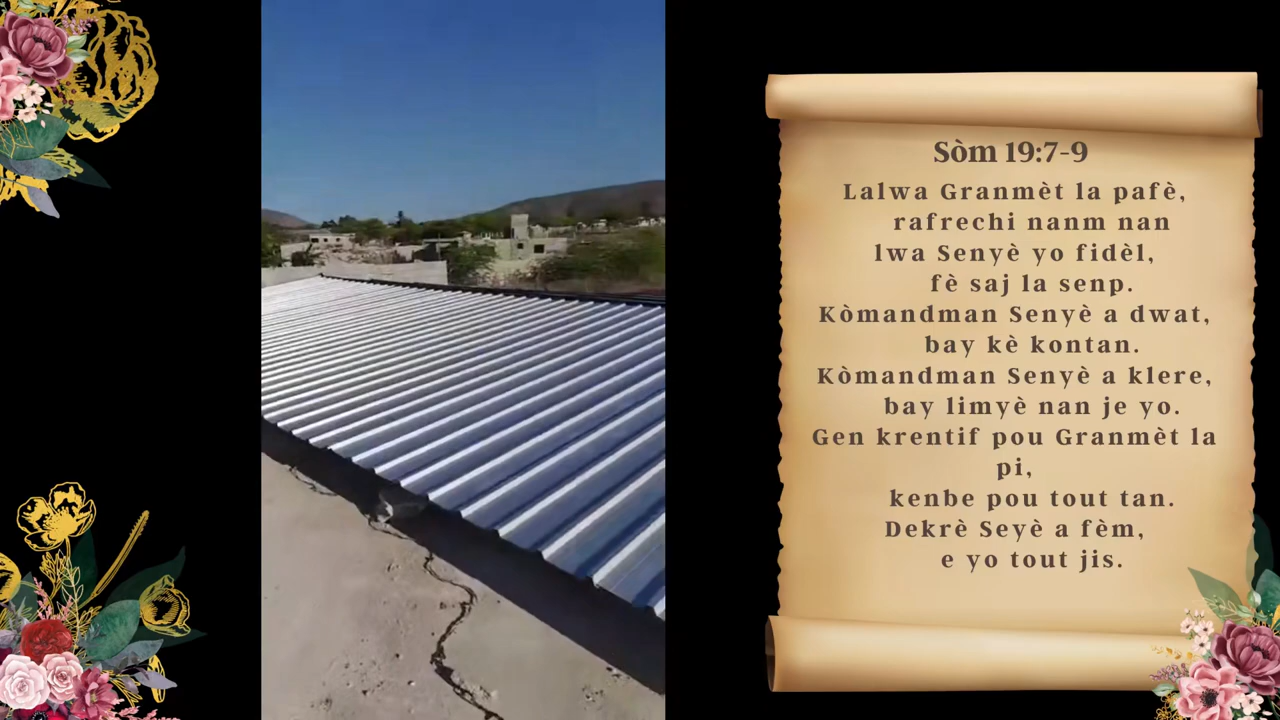 Sòm 19:7-9
Lalwa Granmèt la pafè,
rafrechi nanm nan
lwa Senyè yo fidèl,
fè saj la senp.
Kòmandman Senyè a dwat,
bay kè kontan.
Kòmandman Senyè a klere,
bay limyè nan je yo.
Gen krentif pou Granmèt la
pi,
kenbe pou tout tan.
Dekrè Seyè a fèm,
e yo tout jis.